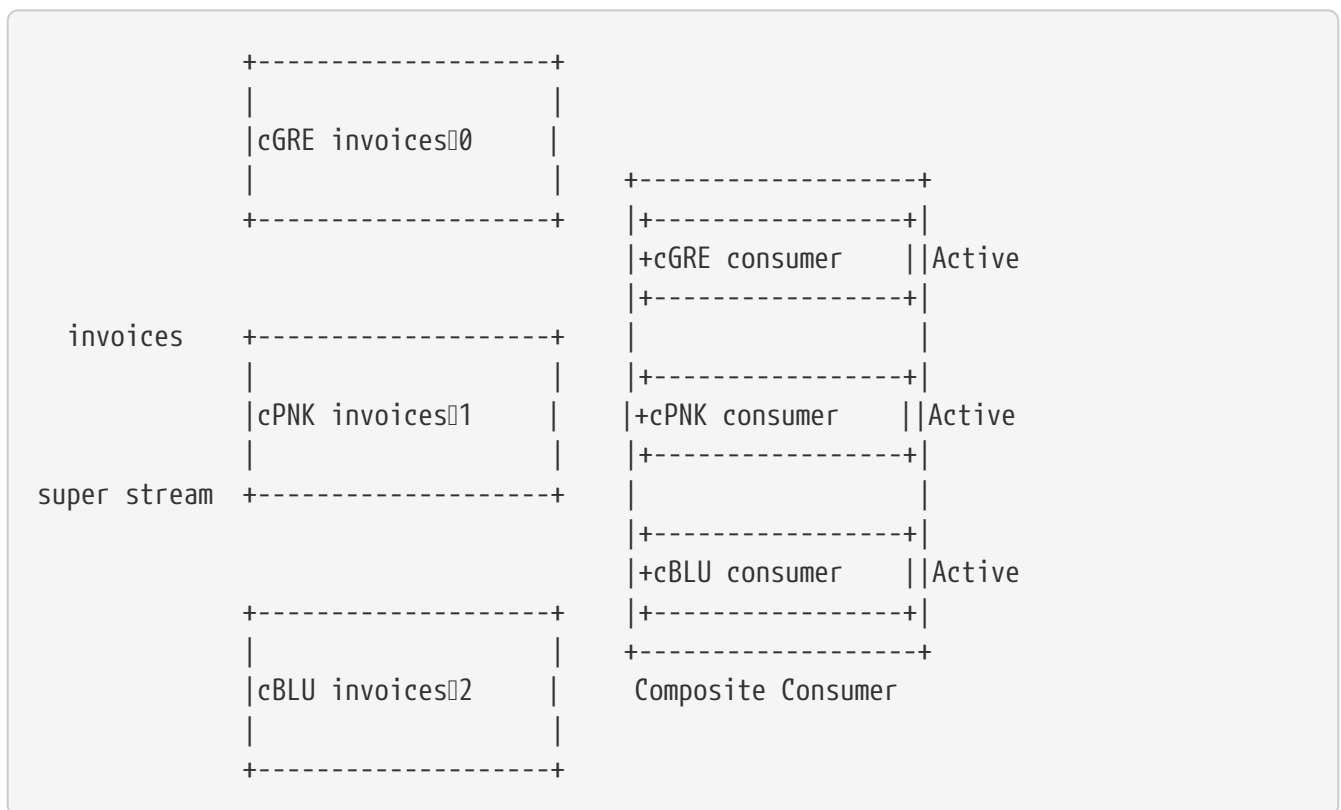 +--------------------+
| |
|cGRE invoices▯0 |
| | +-------------------+
+--------------------+ |+-----------------+|
|+cGRE consumer ||Active
|+-----------------+|
invoices +--------------------+ | |
| | |+-----------------+|
|cPNK invoices▯1 | |+cPNK consumer ||Active
| | |+-----------------+|
super stream +--------------------+ | |
|+-----------------+|
|+cBLU consumer ||Active
+--------------------+ |+-----------------+|
| | +-------------------+
|cBLU invoices▯2 | Composite Consumer
| |
+--------------------+